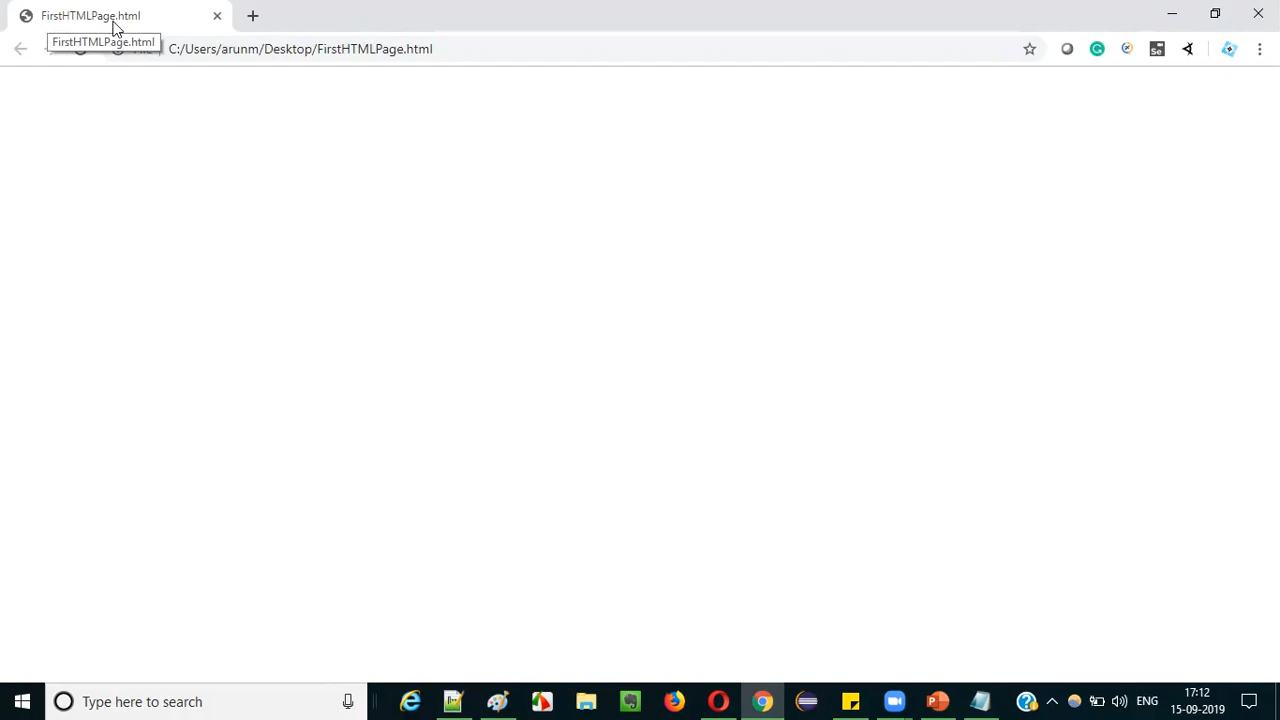 FirstHTMLPage.html
FirstHTMLPage.html
C:/Users/arunm/Desktop/FirstHTMLPage.html
Se
Type here to search
ENG
17:12
15-09-2019